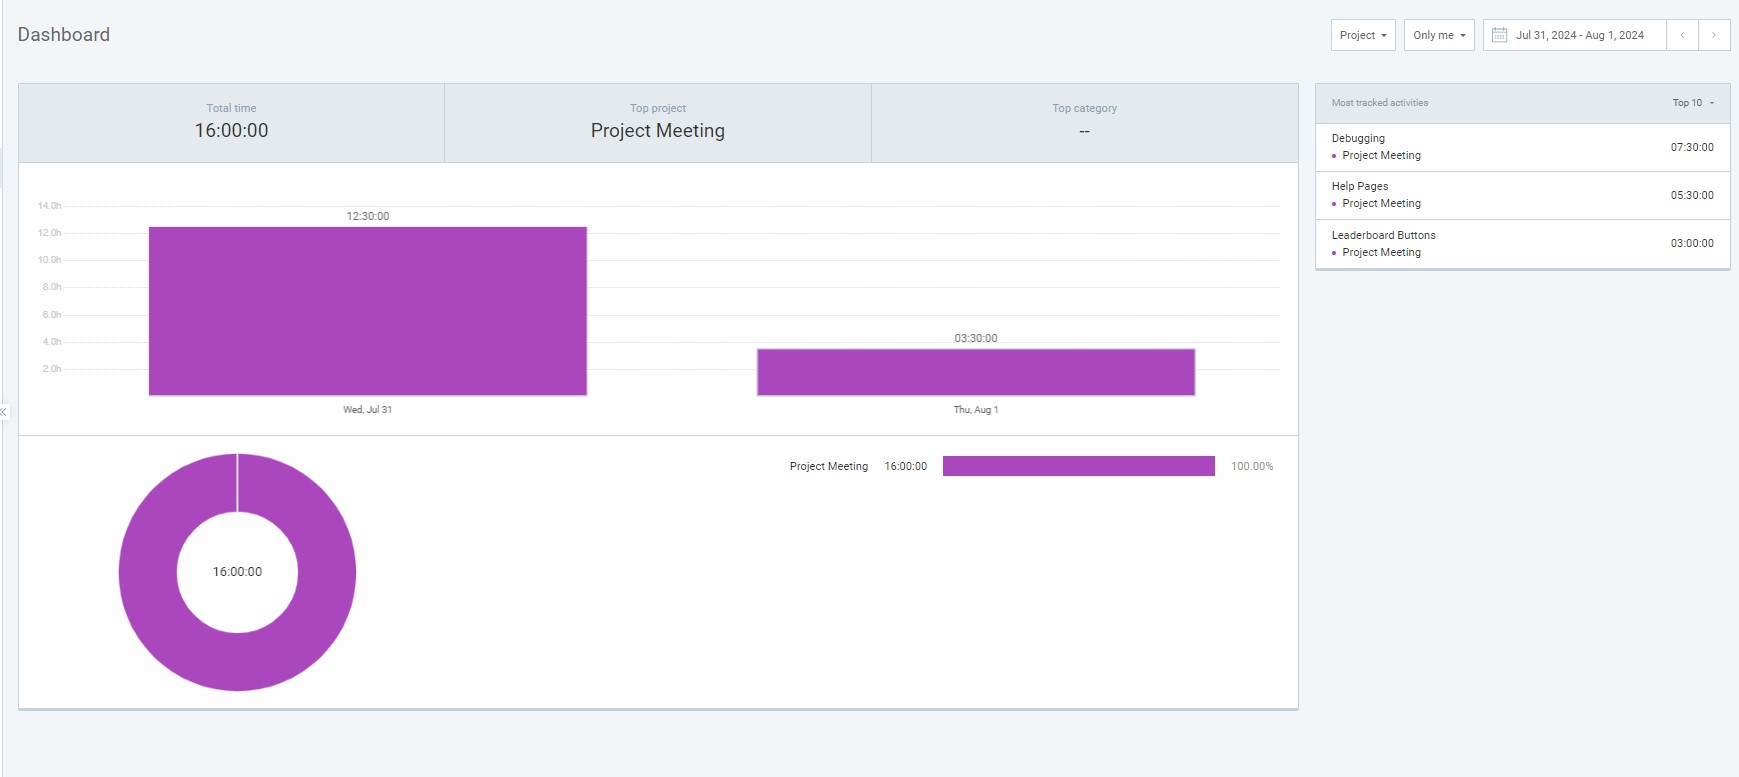 Dashboard
Project
Only me
Jul 31, 2024 - Aug 1, 2024
Total time
16:00:00
Top project
Project Meeting
Top category
--
14.0h
12.0h
10.0h
8.0h
6.0h
4.0h
2.0h
12:30:00
03:30:00
Wed, Jul 31
Thu, Aug 1
16:00:00
Project Meeting 16:00:00 100.00%
Most tracked activities Top 10
Debugging
Project Meeting
07:30:00
Help Pages
Project Meeting
05:30:00
Leaderboard Buttons
Project Meeting
03:00:00